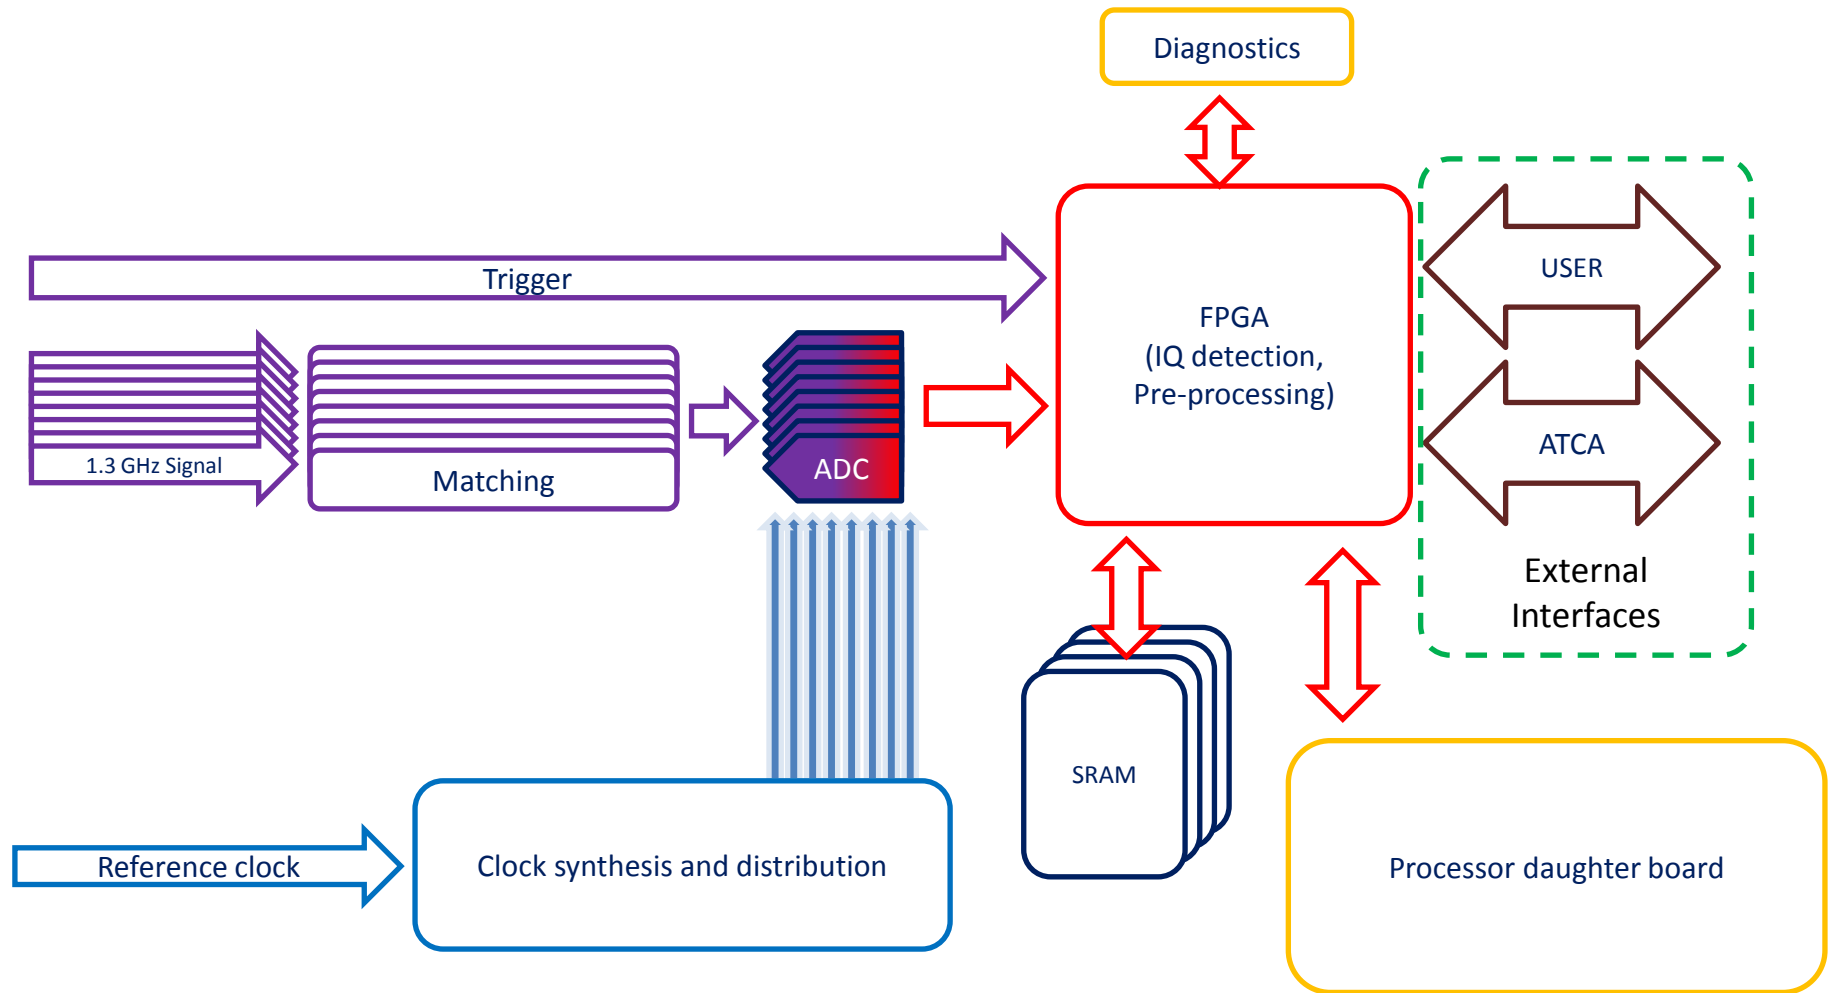 Diagnostics
Trigger
USER
FPGA
(IQ detection,
Pre-processing)
1.3 GHz Signal
Matching
ADC
ATCA
External
Interfaces
SRAM
Reference clock
Clock synthesis and distribution
Processor daughter board